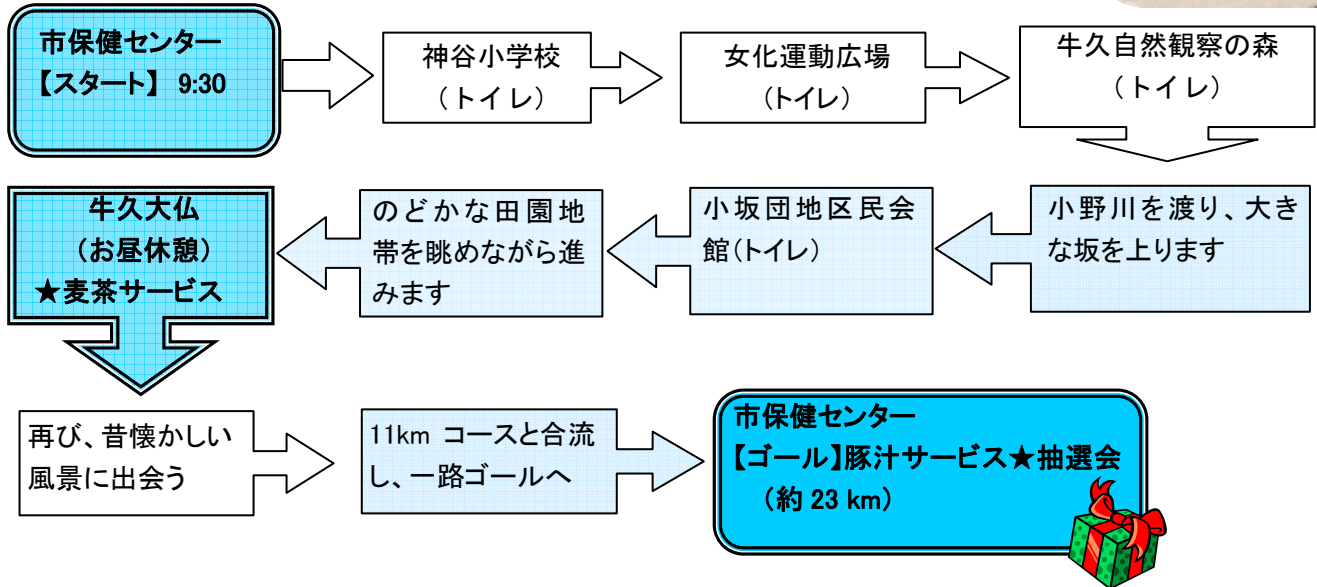 市保健センター
【スタート】 9:30
神谷小学校
（トイレ）
女化運動広場
（トイレ）
牛久自然観察の森
（トイレ）
小野川を渡り、大き
な坂を上ります
小坂団地区民会
館（トイレ）
のどかな田園地
帯を眺めながら進
みます
牛久大仏
（お昼休憩）
★麦茶サービス
再び、昔懐かしい
風景に出会う
11km コースと合流
し、一路ゴールへ
市保健センター
【ゴール】豚汁サービス★抽選会
（約 23 km）